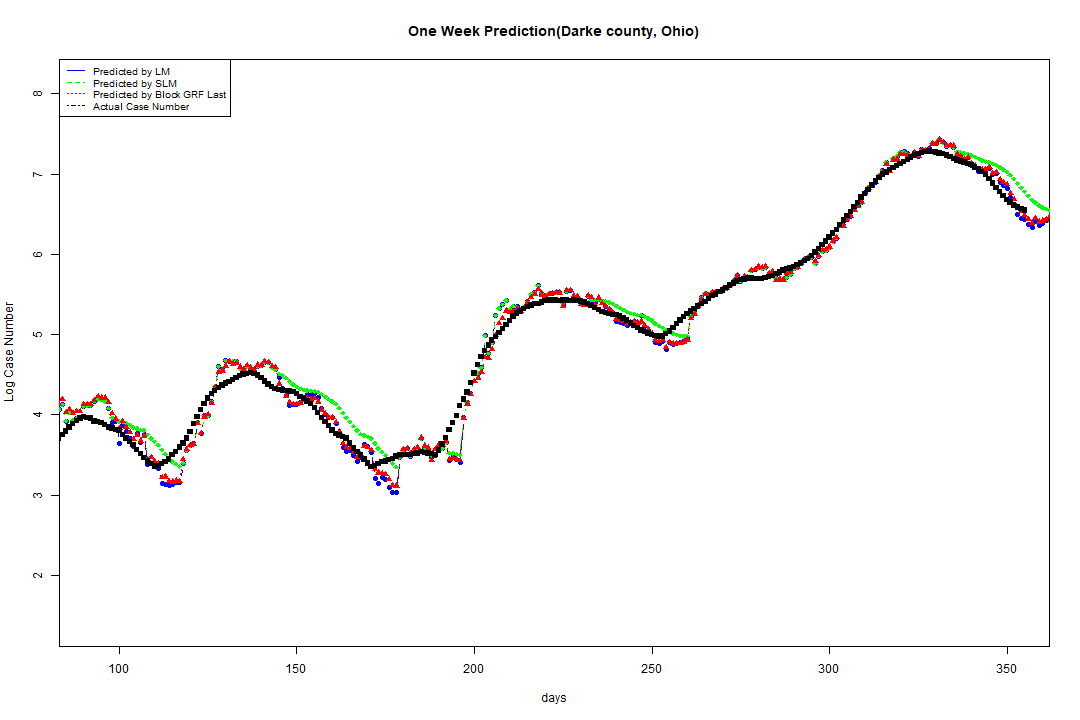 One Week Prediction(Darke county, Ohio)
Predicted by LM
Predicted by SLM
Predicted by Block GRF Last
Actual Case Number
8
7
6
5
4
3
2
Log Case Number
100 150 200 250 300 350
days